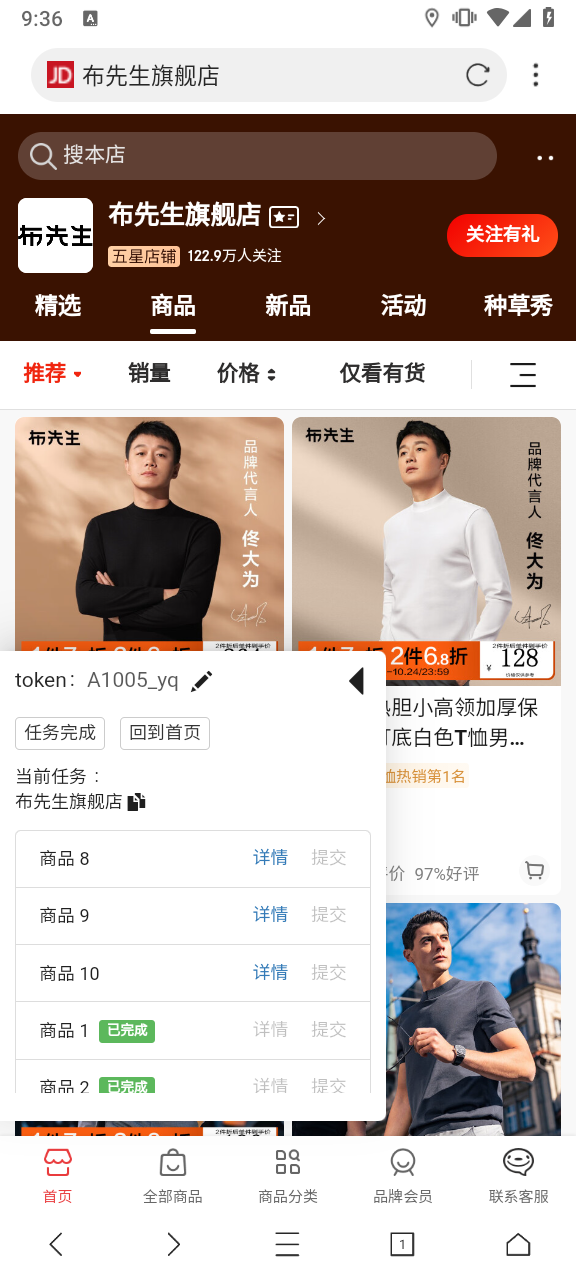 9:36
A
JD 布先生旗舰店
搜本店
布先生
布先生旗舰店
五星店铺 122.9万人关注
关注有礼
精选 商品 新品 活动 种草秀
推荐 销量 价格 仅看有货
布先生
品牌代言人
佟大为
布先生
品牌代言人
佟大为
2件6.8折
¥128
token: A1005_yq
任务完成 回到首页
当前任务：
布先生旗舰店
商品 8 详情 提交
商品 9 详情 提交
商品 10 详情 提交
商品 1 已完成 详情 提交
商品 2 已完成 详情 提交
热胆小高领加厚保
打底白色T恤男...
恤热销第1名
评价 97%好评
首页 全部商品 商品分类 品牌会员 联系客服
1